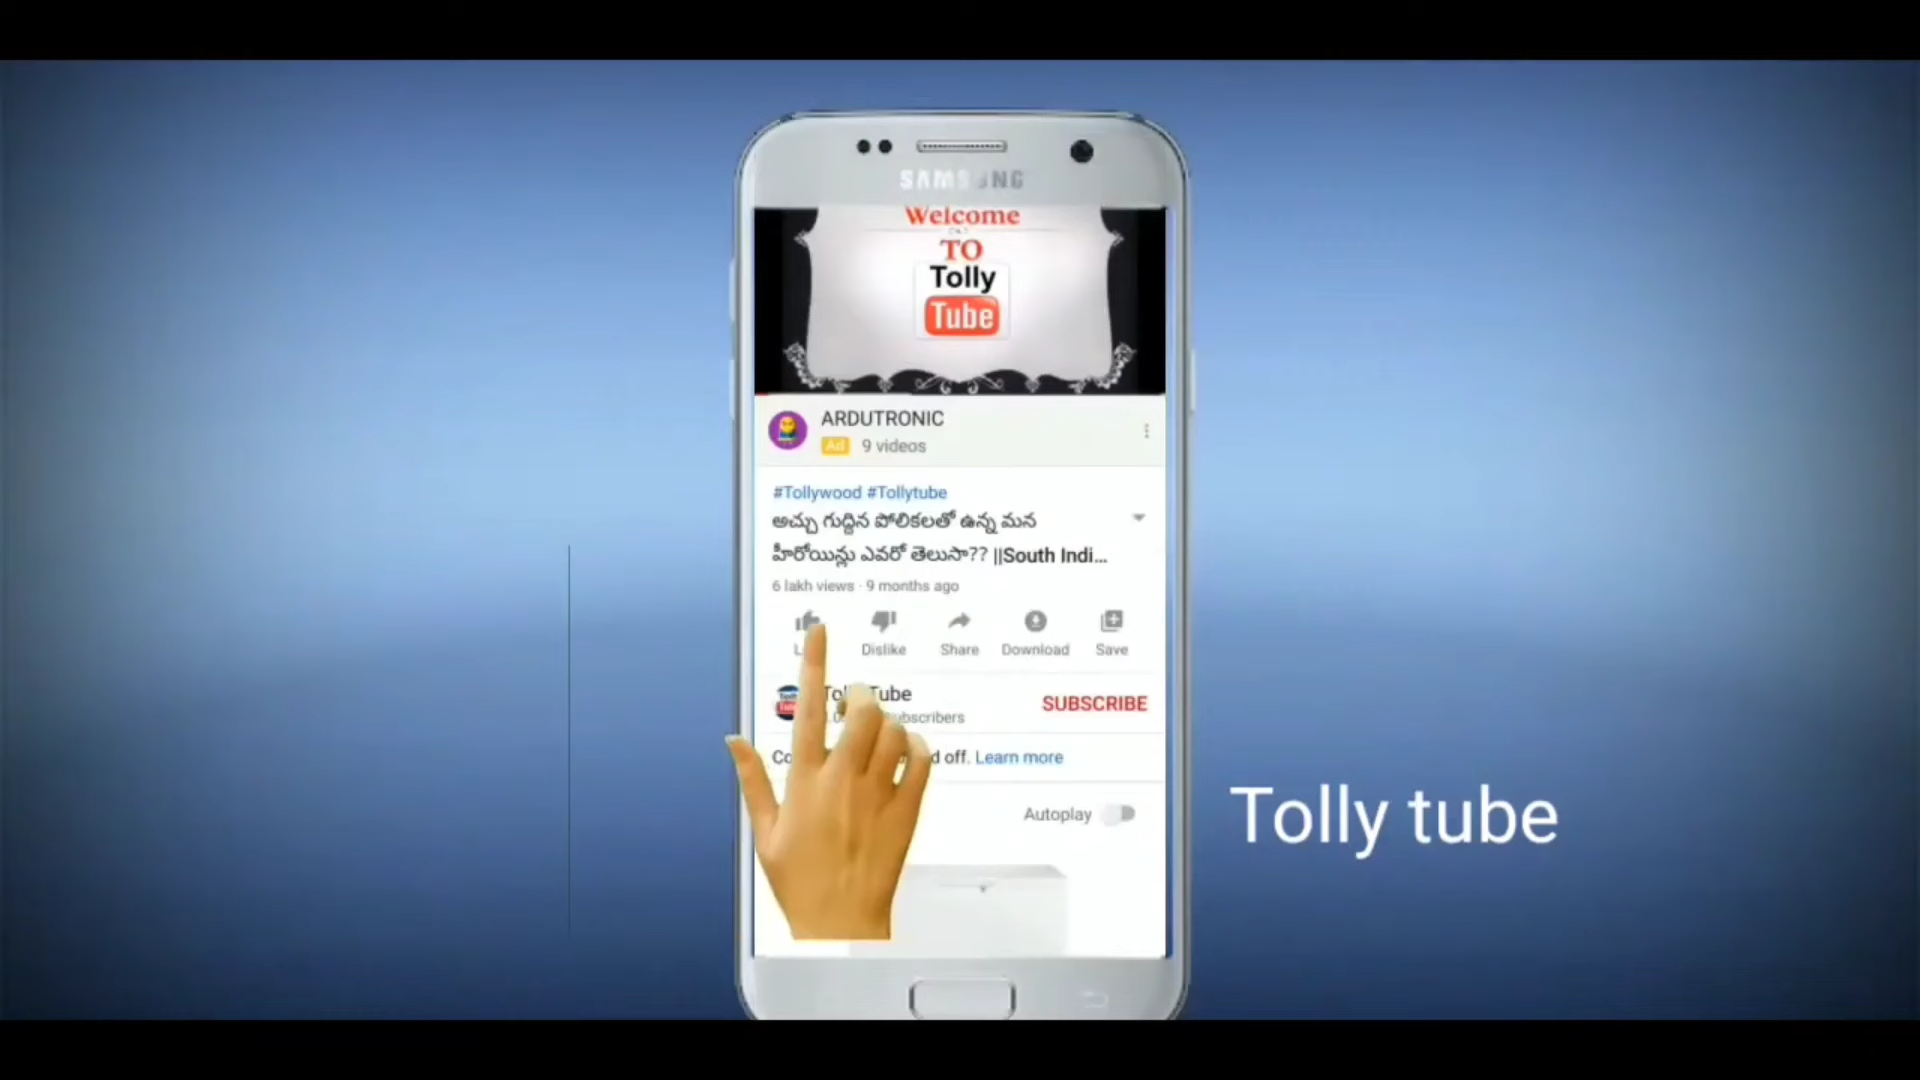 SAMSUNG
Welcome
TO
Tolly
Tube
ARDUTRONIC
Ad 9 videos
#Tollywood #Tollytube
అచ్చు గుద్దిన పోలికలతో ఉన్న మన
హీరోయిన్లు ఎవరో తెలుసా?? ||South Indi...
6 lakh views · 9 months ago
Dislike Share Download Save
Tube
SUBSCRIBE
off. Learn more
Autoplay
Tolly tube